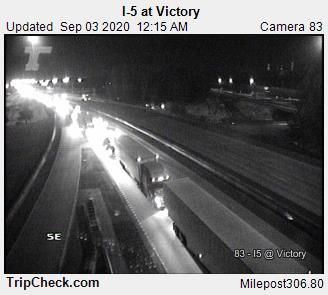 I-5 at Victory
Updated Sep 03 2020 12:15 AM Camera 83
SE
83 - I5 @ Victory
TripCheck.com Milepost306.80